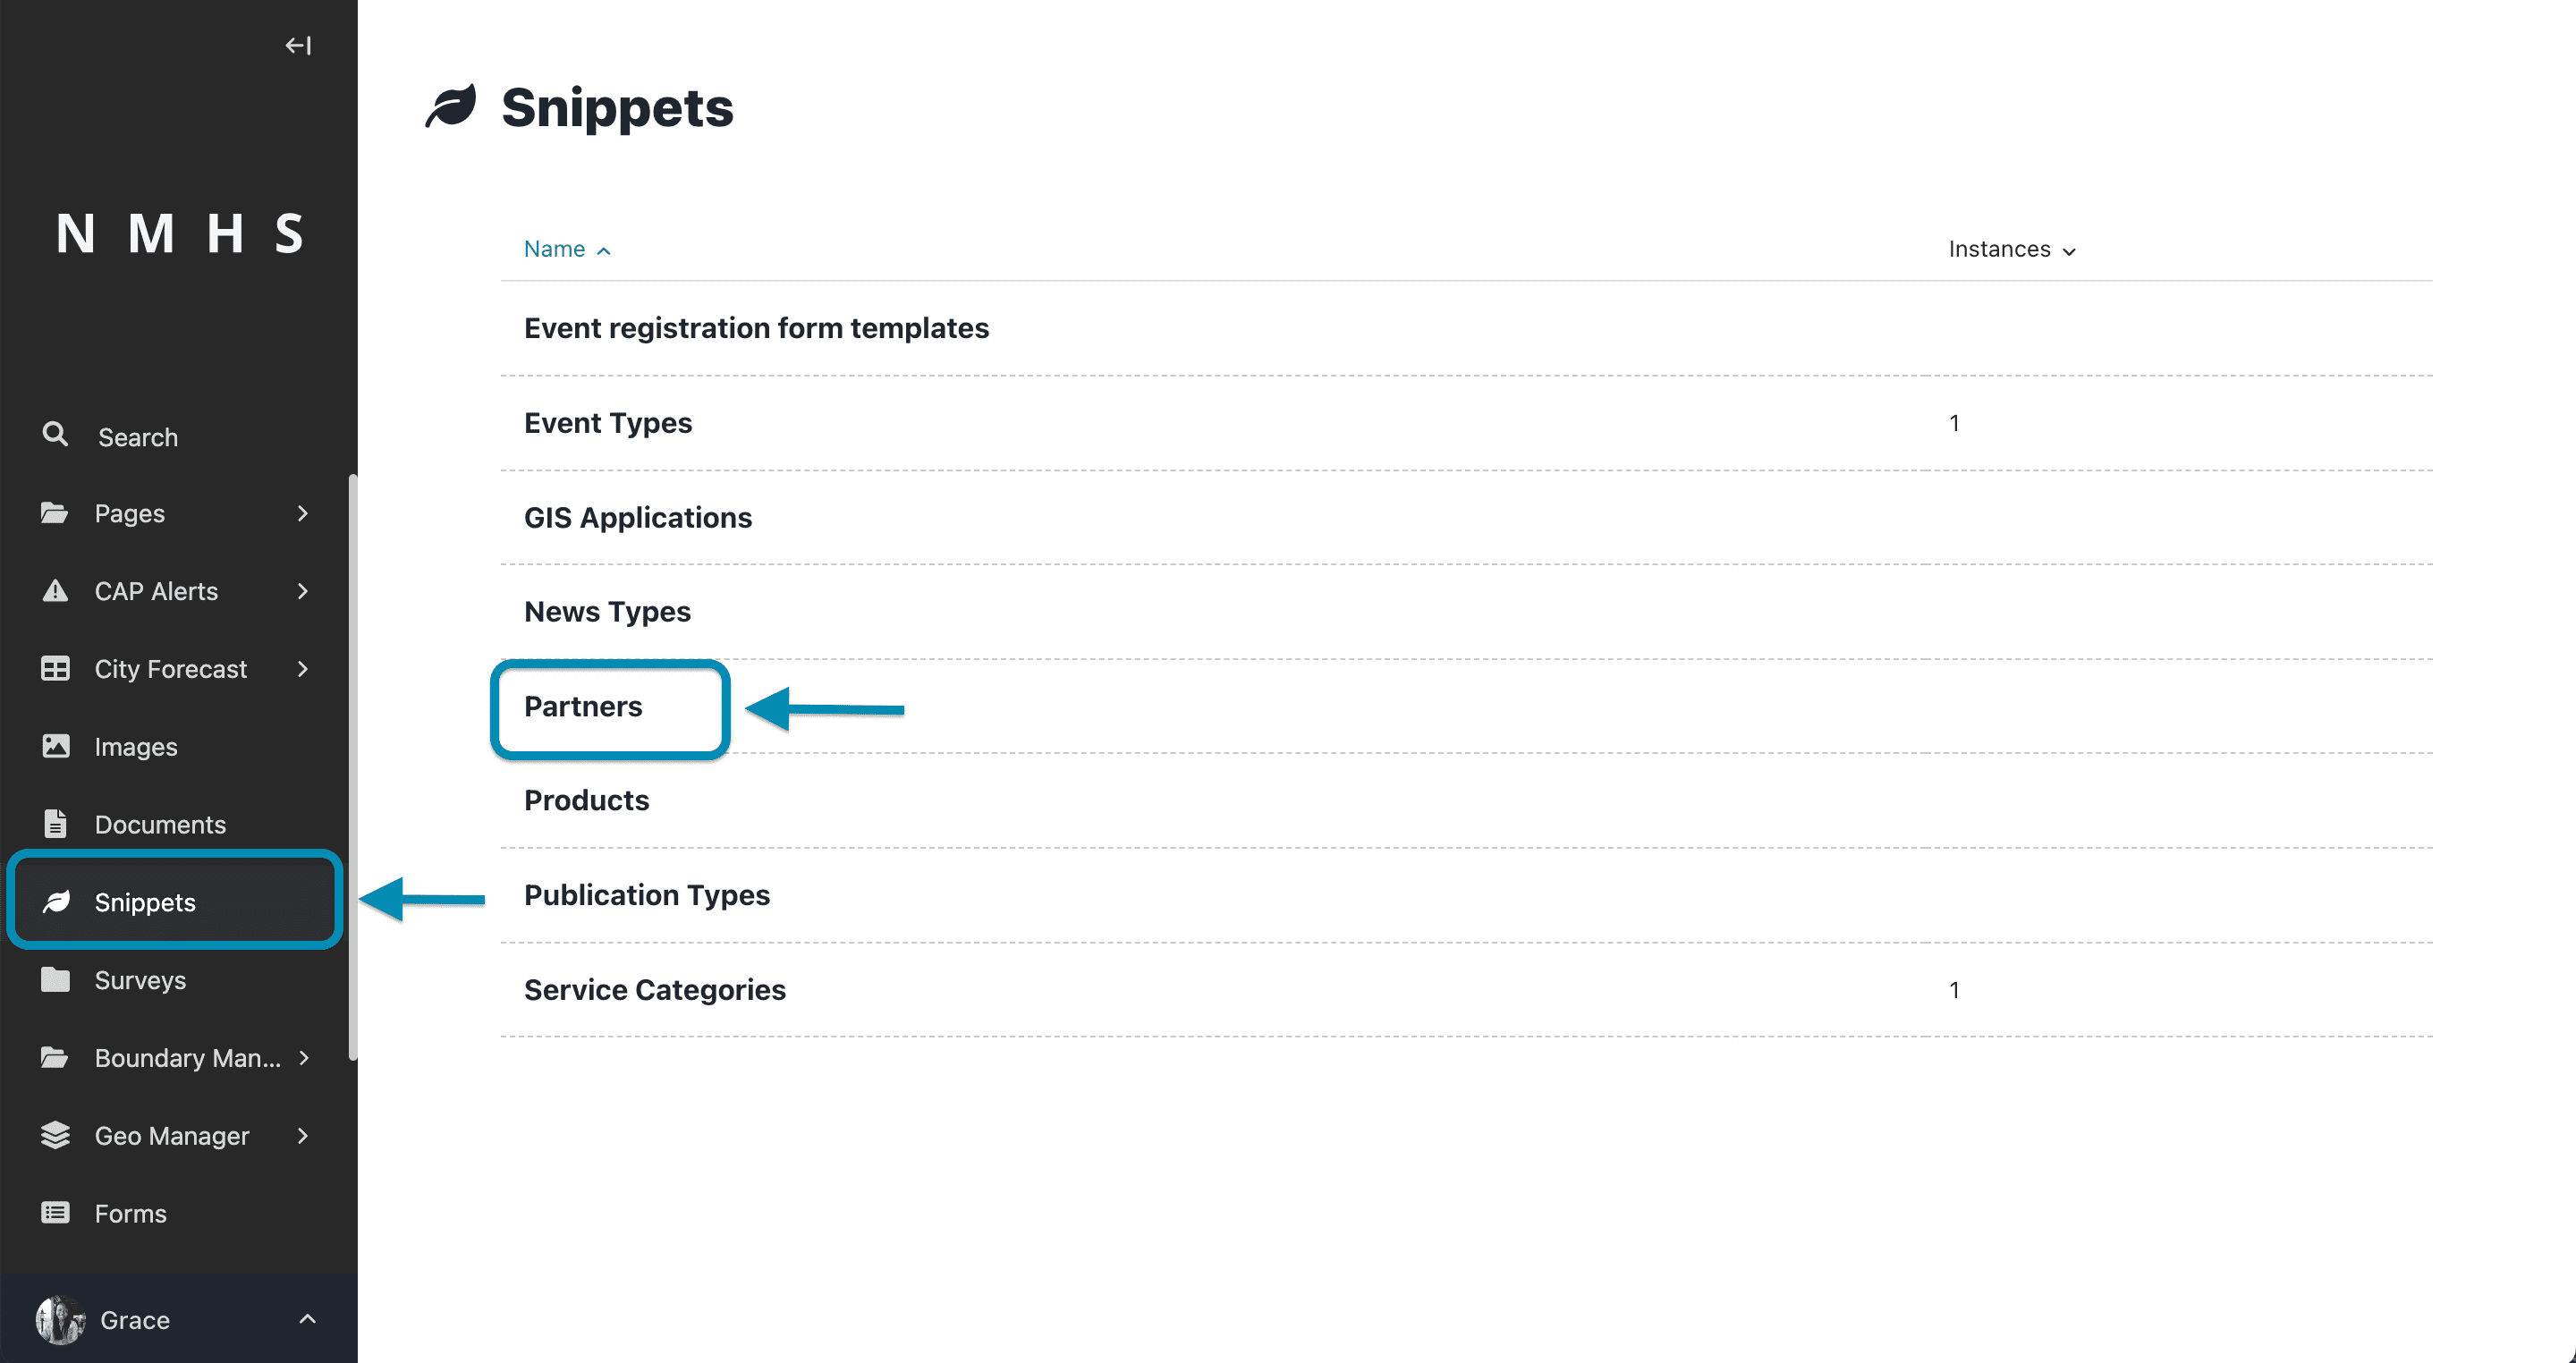 N M H S
Search
Pages
CAP Alerts
City Forecast
Images
Documents
Snippets
Surveys
Boundary Man...
Geo Manager
Forms
Grace
Snippets
Name Instances
Event registration form templates
Event Types 1
GIS Applications
News Types
Partners
Products
Publication Types
Service Categories 1